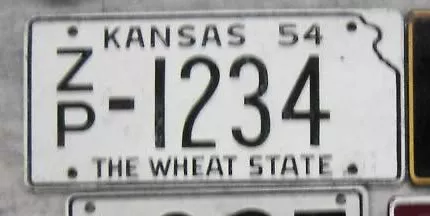 KANSAS 54
ZP-1234
THE WHEAT STATE